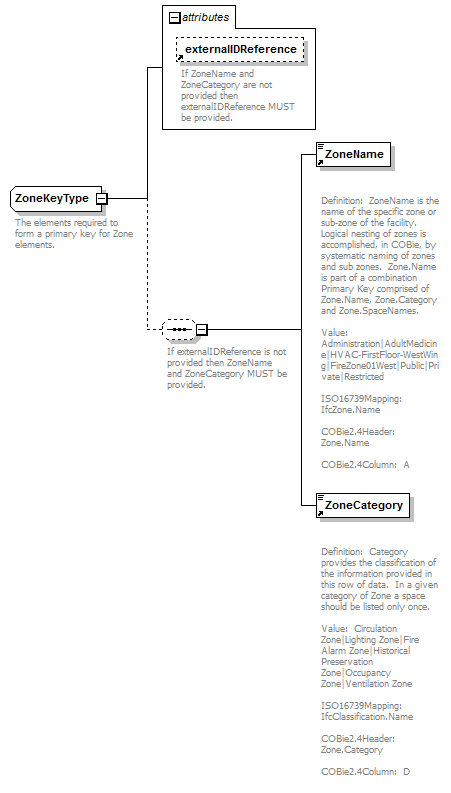 attributes
externalIDReference
If ZoneName and
ZoneCategory are not
provided then
externalIDReference MUST
be provided.
ZoneKeyType
The elements required to
form a primary key for Zone
elements.
If externalIDReference is not
provided then ZoneName
and ZoneCategory MUST be
provided.
ZoneName
Definition:  ZoneName is the
name of the specific zone or
sub-zone of the facility.
Logical nesting of zones is
accomplished, in COBie, by
systematic naming of zones
and sub zones.  Zone.Name
is part of a combination
Primary Key comprised of
Zone.Name, Zone.Category
and Zone.SpaceNames.
Value:
Administration|AdultMedicin
e|HVAC-FirstFloor-WestWin
g|FireZone01West|Public|Pri
vate|Restricted
ISO16739Mapping:
IfcZone.Name
COBie2.4Header:
Zone.Name
COBie2.4Column:  A
ZoneCategory
Definition:  Category
provides the classification of
the information provided in
this row of data.  In a given
category of Zone a space
should be listed only once.
Value:  Circulation
Zone|Lighting Zone|Fire
Alarm Zone|Historical
Preservation
Zone|Occupancy
Zone|Ventilation Zone
ISO16739Mapping:
IfcClassification.Name
COBie2.4Header:
Zone.Category
COBie2.4Column:  D